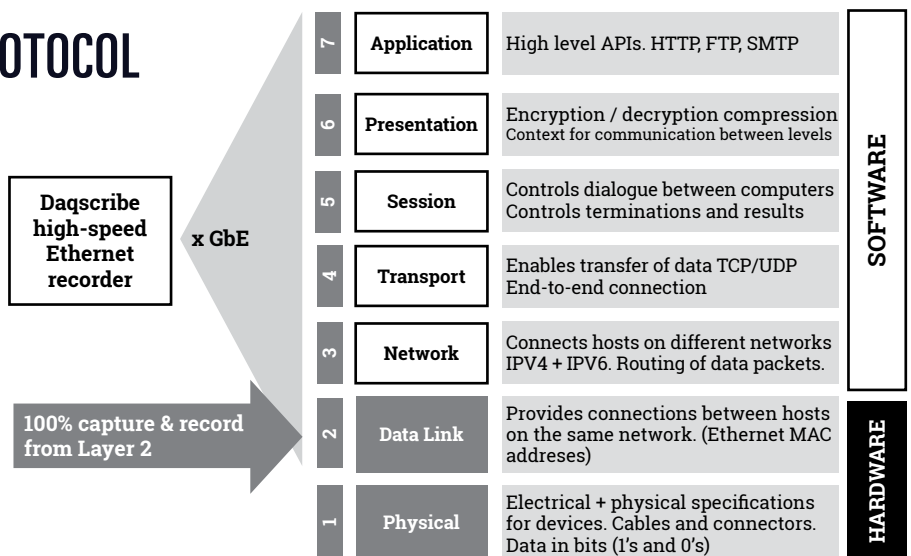 OTOCOL
7
Application
High level APIs. HTTP, FTP, SMTP
6
Presentation
Encryption / decryption compression
Context for communication between levels
5
Session
Controls dialogue between computers
Controls terminations and results
4
Transport
Enables transfer of data TCP/UDP
End-to-end connection
3
Network
Connects hosts on different networks
IPV4 + IPV6. Routing of data packets.
2
Data Link
Provides connections between hosts
on the same network. (Ethernet MAC
addreses)
1
Physical
Electrical + physical specifications
for devices. Cables and connectors.
Data in bits (1's and 0's)
Daqscribe
high-speed
Ethernet
recorder
x GbE
100% capture & record
from Layer 2
SOFTWARE
HARDWARE